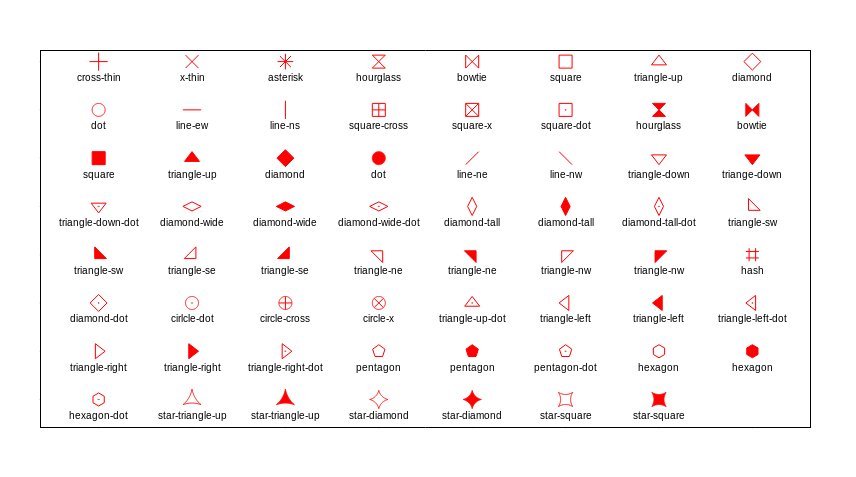 cross-thin x-thin asterisk hourglass bowtie square triangle-up diamond
dot line-ew line-ns square-cross square-x square-dot hourglass bowtie
square triangle-up diamond dot line-ne line-nw triangle-down triange-down
triangle-down-dot diamond-wide diamond-wide diamond-wide-dot diamond-tall diamond-tall diamond-tall-dot triangle-sw
triangle-sw triangle-se triangle-se triangle-ne triangle-ne triangle-nw triangle-nw hash
diamond-dot cirlcle-dot circle-cross circle-x triangle-up-dot triangle-left triangle-left triangle-left-dot
triangle-right triangle-right triangle-right-dot pentagon pentagon pentagon-dot hexagon hexagon
hexagon-dot star-triangle-up star-triangle-up star-diamond star-diamond star-square star-square